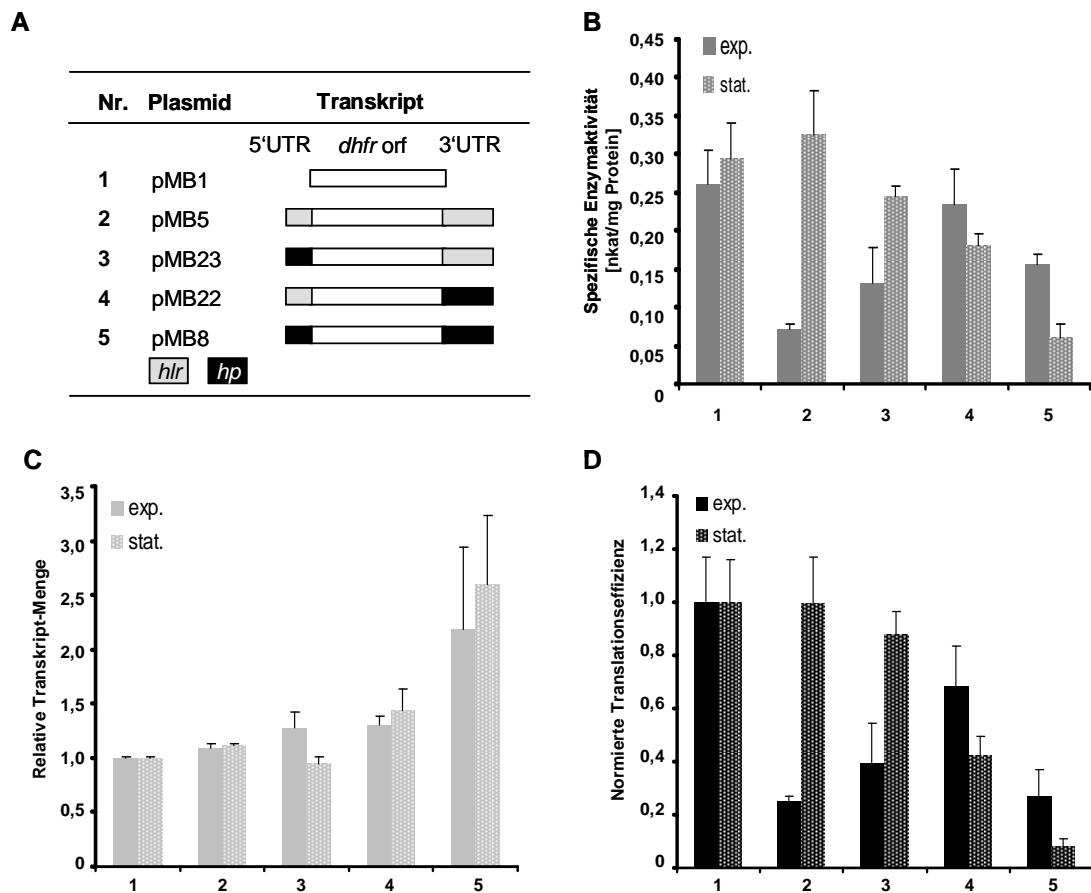 A
Nr. Plasmid Transkript
5‘UTR dhfr orf 3‘UTR
1 pMB1
2 pMB5
3 pMB23
4 pMB22
5 pMB8
hlr hp
B
Spezifische Enzymaktivität
[nkat/mg Protein]
0,45
0,40
0,35
0,30
0,25
0,20
0,15
0,10
0,05
0
exp.
stat.
1 2 3 4 5
C
Relative Transkript-Menge
3,5
3,0
2,5
2,0
1,5
1,0
0,5
0
exp.
stat.
1 2 3 4 5
D
Normierte Translationseffizienz
1,4
1,2
1,0
0,8
0,6
0,4
0,2
0
exp.
stat.
1 2 3 4 5